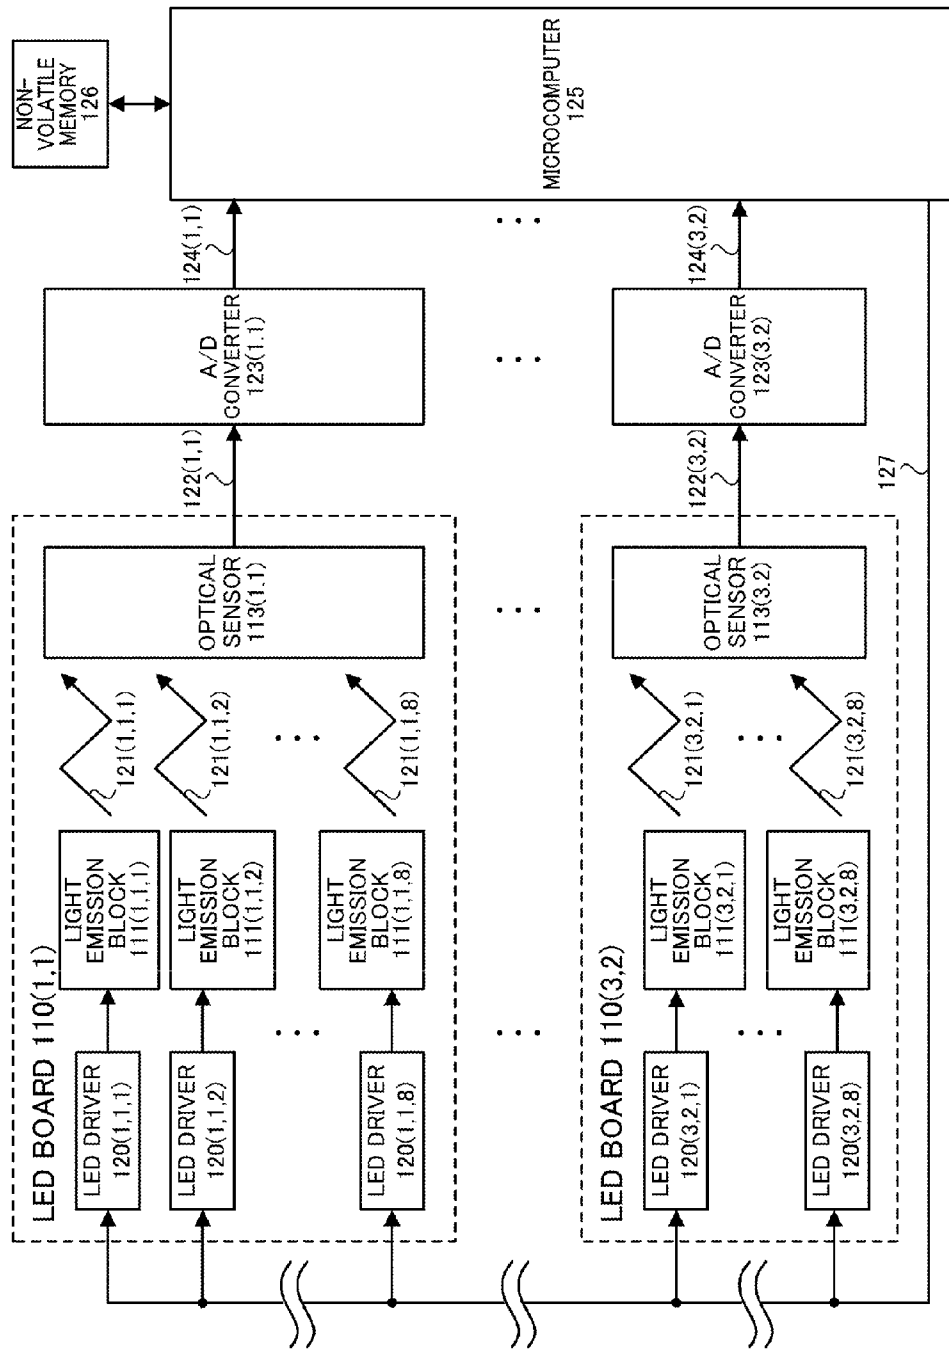 LED BOARD 110(1,1)
LED DRIVER
120(1,1,1)
LIGHT
EMISSION
BLOCK
111(1,1,1)
121(1,1,1)
LED DRIVER
120(1,1,2)
LIGHT
EMISSION
BLOCK
111(1,1,2)
121(1,1,2)
LED DRIVER
120(1,1,8)
LIGHT
EMISSION
BLOCK
111(1,1,8)
121(1,1,8)
OPTICAL
SENSOR
113(1.1)
122(1,1)
A/D
CONVERTER
123(1.1)
124(1,1)
NON-
VOLATILE
MEMORY
126
MICROCOMPUTER
125
LED BOARD 110(3,2)
LED DRIVER
120(3,2,1)
LIGHT
EMISSION
BLOCK
111(3,2,1)
121(3,2,1)
LED DRIVER
120(3,2,8)
LIGHT
EMISSION
BLOCK
111(3,2,8)
121(3,2,8)
OPTICAL
SENSOR
113(3.2)
122(3,2)
A/D
CONVERTER
123(3.2)
124(3,2)
127